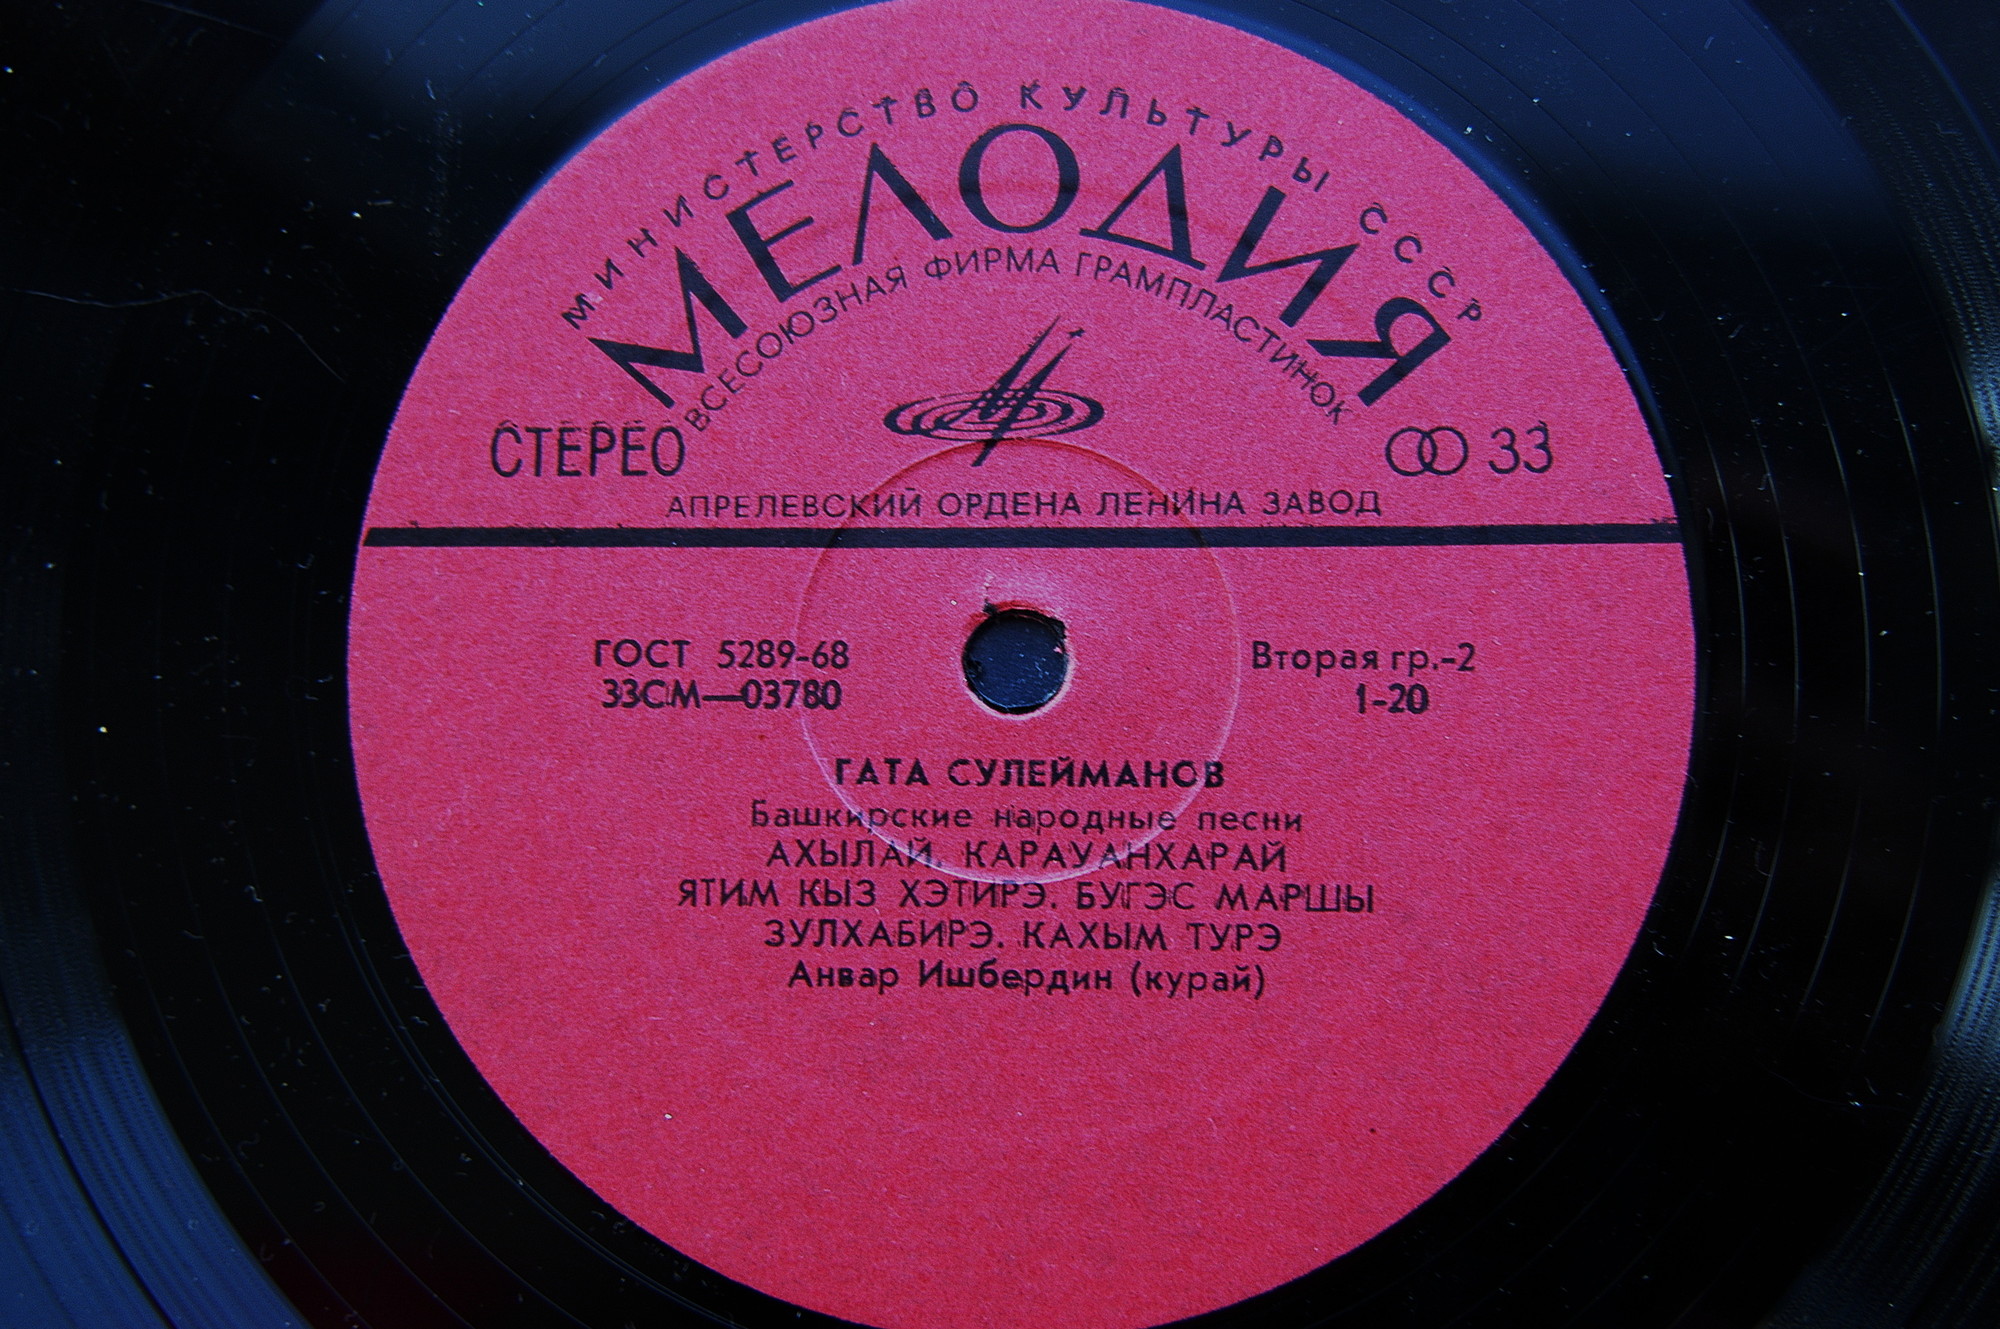 МИНИСТЕРСТВО КУЛЬТУРЫ СССР
МЕЛОДИЯ
ВСЕСОЮЗНАЯ ФИРМА ГРАМПЛАСТИНОК
СТЕРЕО 33
АПРЕЛЕВСКИЙ ОРДЕНА ЛЕНИНА ЗАВОД
ГОСТ 5289-68 Вторая гр.-2
33СМ—03780 1-20
ГАТА СУЛЕЙМАНОВ
Башкирские народные песни
АХЫЛАЙ. КАРАУАНХАРАЙ
ЯТИМ КЫЗ ХЭТИРЭ. БУГЭС МАРШЫ
ЗУЛХАБИРЭ. КАХЫМ ТУРЭ
Анвар Ишбердин (курай)